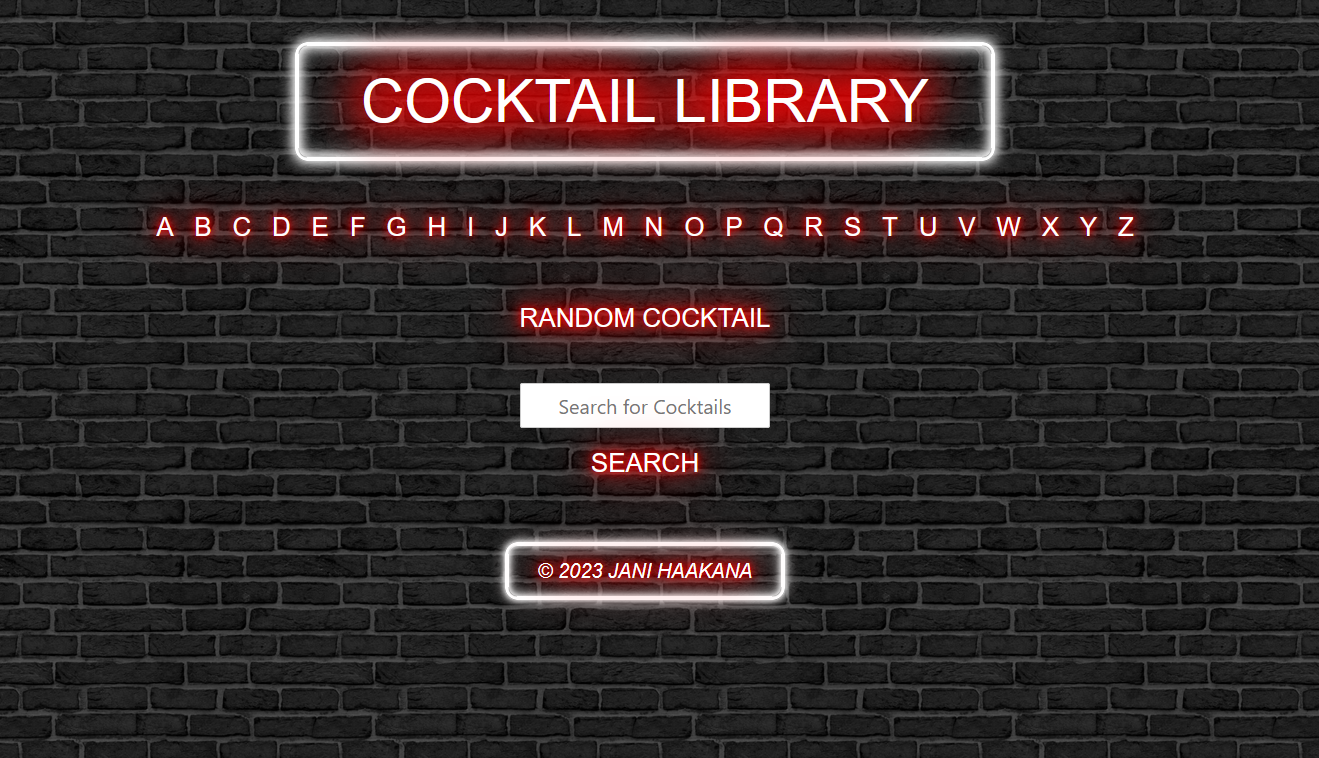 COCKTAIL LIBRARY
A B C D E F G H I J K L M N O P Q R S T U V W X Y Z
RANDOM COCKTAIL
Search for Cocktails
SEARCH
© 2023 JANI HAAKANA